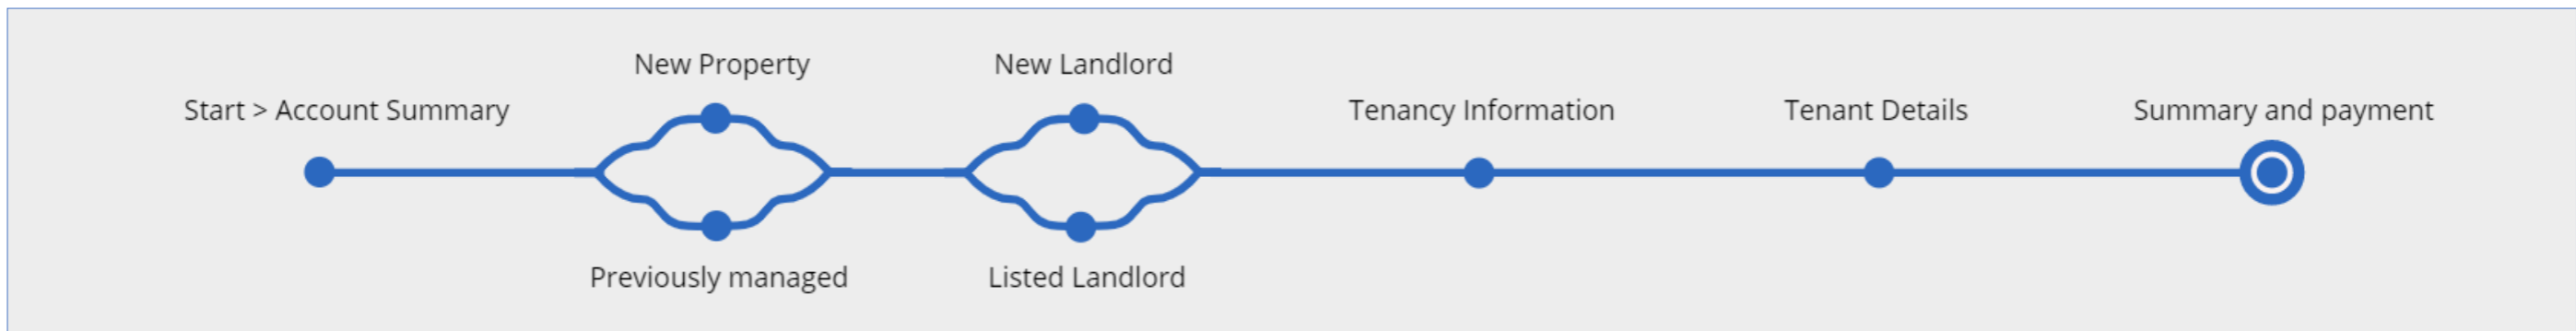 New Property
New Landlord
Start > Account Summary
Tenancy Information
Tenant Details
Summary and payment
Previously managed
Listed Landlord